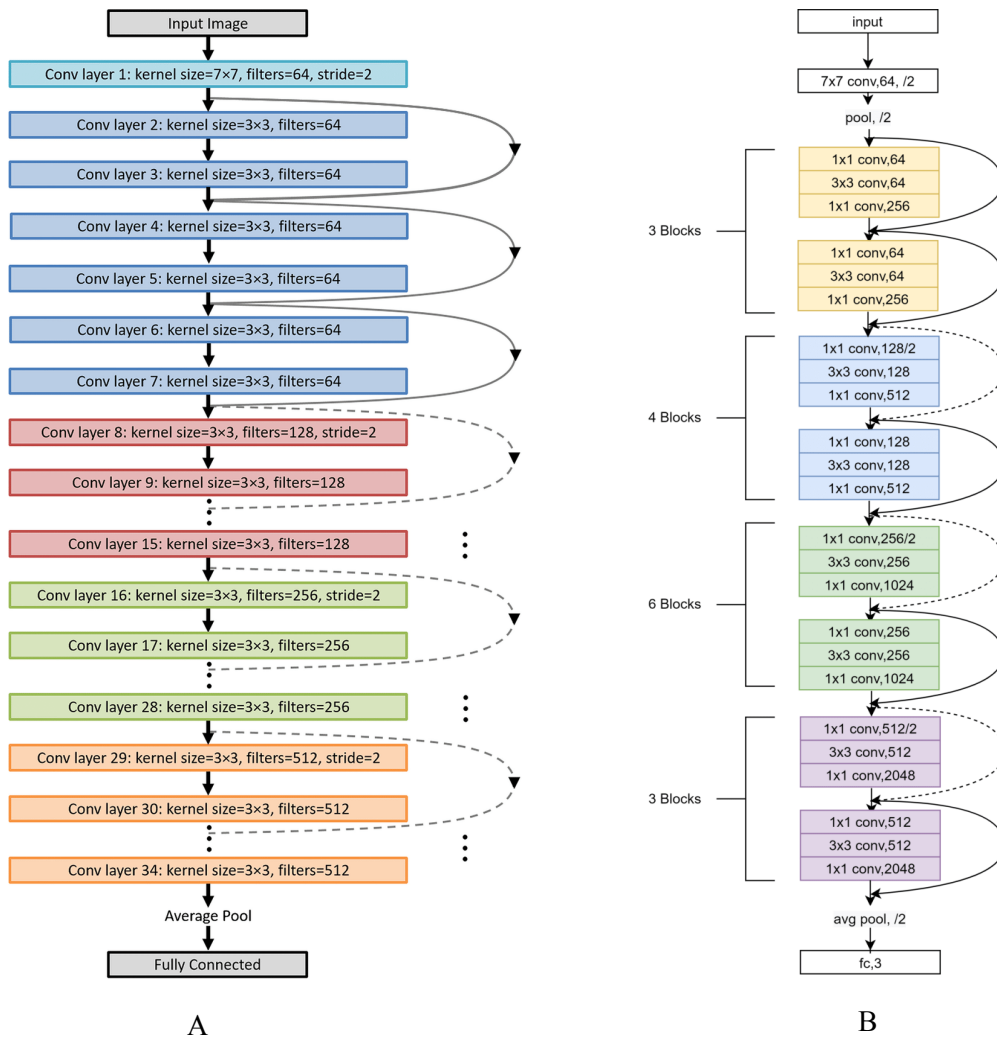 Input Image
Conv layer 1: kernel size=7×7, filters=64, stride=2
Conv layer 2: kernel size=3×3, filters=64
Conv layer 3: kernel size=3×3, filters=64
Conv layer 4: kernel size=3×3, filters=64
Conv layer 5: kernel size=3×3, filters=64
Conv layer 6: kernel size=3×3, filters=64
Conv layer 7: kernel size=3×3, filters=64
Conv layer 8: kernel size=3×3, filters=128, stride=2
Conv layer 9: kernel size=3×3, filters=128
Conv layer 15: kernel size=3×3, filters=128
Conv layer 16: kernel size=3×3, filters=256, stride=2
Conv layer 17: kernel size=3×3, filters=256
Conv layer 28: kernel size=3×3, filters=256
Conv layer 29: kernel size=3×3, filters=512, stride=2
Conv layer 30: kernel size=3×3, filters=512
Conv layer 34: kernel size=3×3, filters=512
Average Pool
Fully Connected
A
input
7x7 conv,64, /2
pool, /2
3 Blocks
1x1 conv,64
3x3 conv,64
1x1 conv,256
1x1 conv,64
3x3 conv,64
1x1 conv,256
4 Blocks
1x1 conv,128/2
3x3 conv,128
1x1 conv,512
1x1 conv,128
3x3 conv,128
1x1 conv,512
6 Blocks
1x1 conv,256/2
3x3 conv,256
1x1 conv,1024
1x1 conv,256
3x3 conv,256
1x1 conv,1024
3 Blocks
1x1 conv,512/2
3x3 conv,512
1x1 conv,2048
1x1 conv,512
3x3 conv,512
1x1 conv,2048
avg pool, /2
fc,3
B